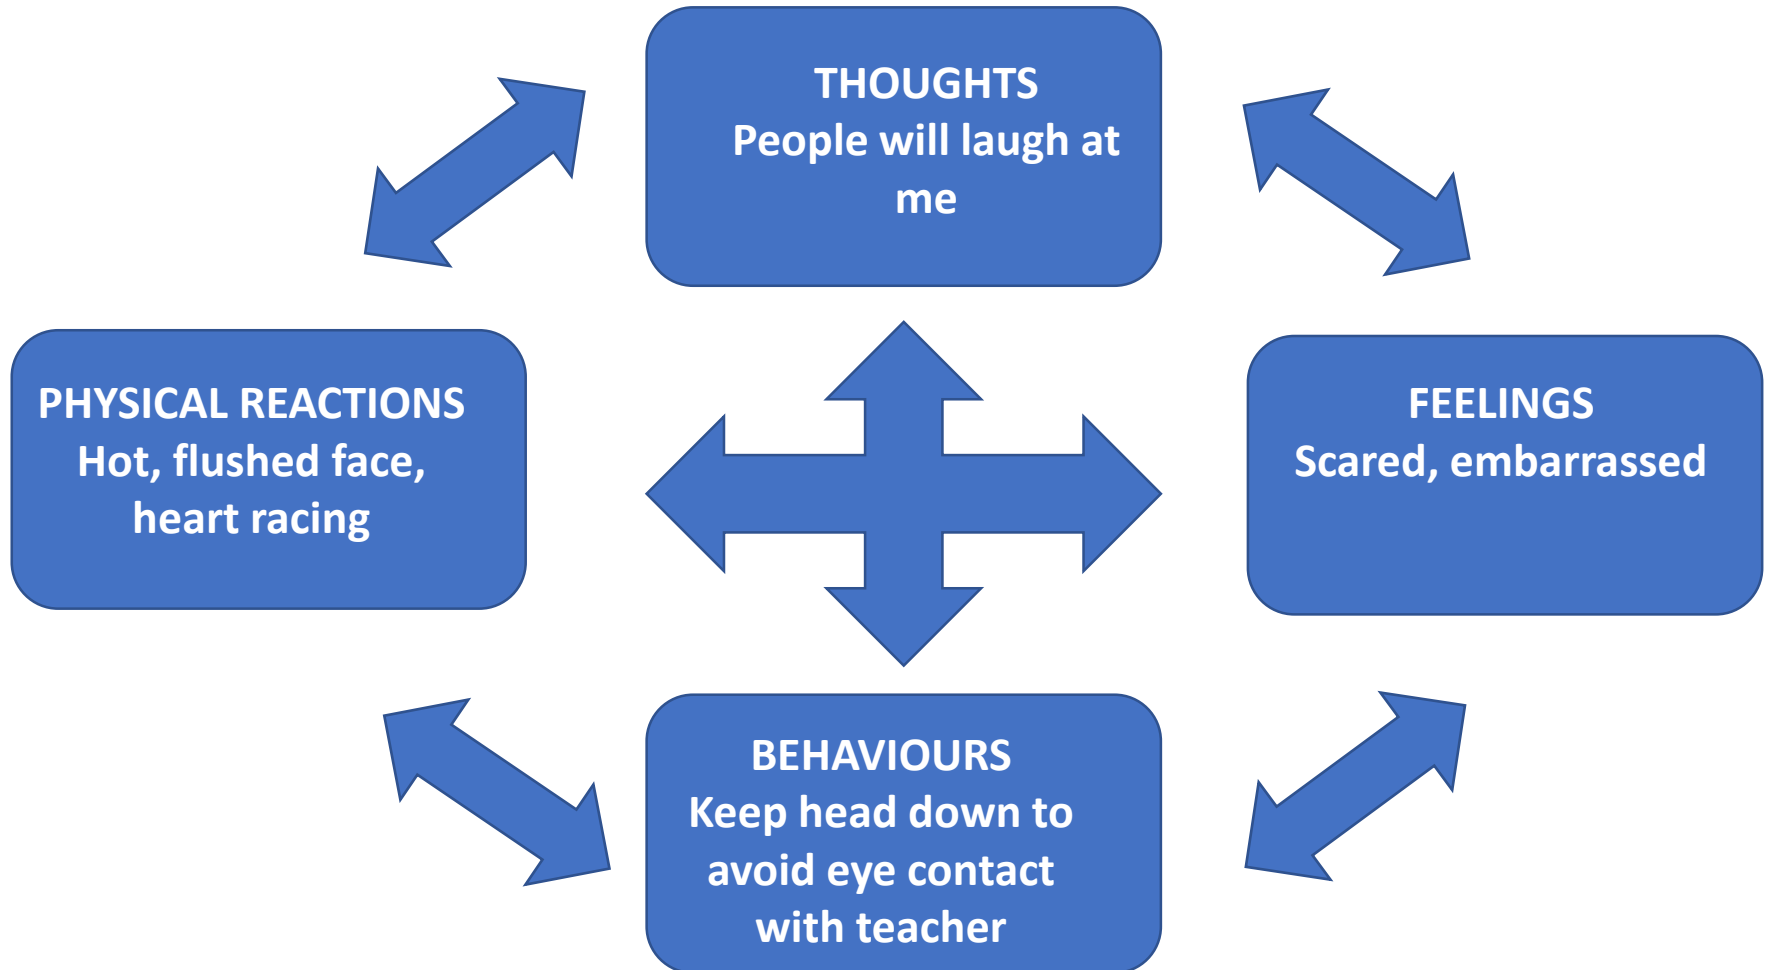 THOUGHTS
People will laugh at
me
PHYSICAL REACTIONS
Hot, flushed face,
heart racing
FEELINGS
Scared, embarrassed
BEHAVIOURS
Keep head down to
avoid eye contact
with teacher